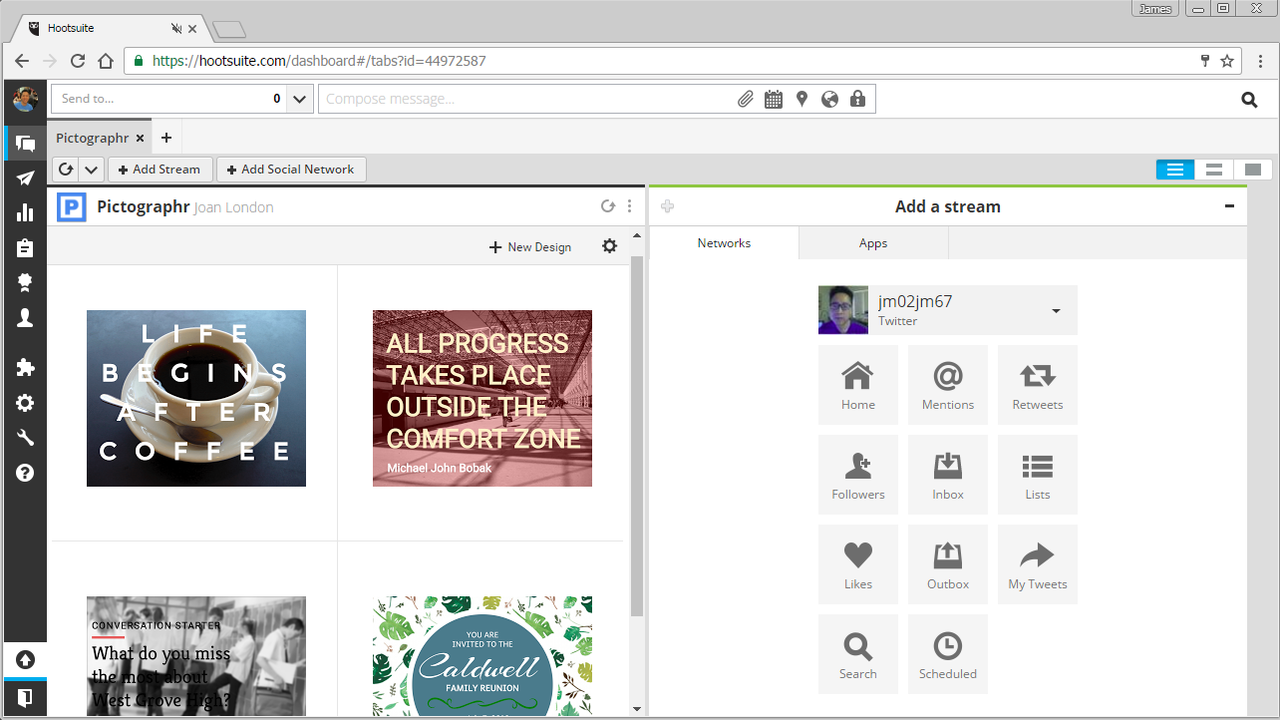 James
Hootsuite
https://hootsuite.com/dashboard#/tabs?id=44972587
Send to...
0
Compose message...
Pictographr
Add Stream
Add Social Network
P
Pictographr Joan London
New Design
LIFE
BEGINS
AFTER
COFFEE
ALL PROGRESS
TAKES PLACE
OUTSIDE THE
COMFORT ZONE
Michael John Bobak
CONVERSATION STARTER
What do you miss
the most about
West Grove High?
YOU ARE
INVITED TO THE
Caldwell
FAMILY REUNION
Add a stream
Networks
Apps
jm02jm67
Twitter
Home
Mentions
Retweets
Followers
Inbox
Lists
Likes
Outbox
My Tweets
Search
Scheduled